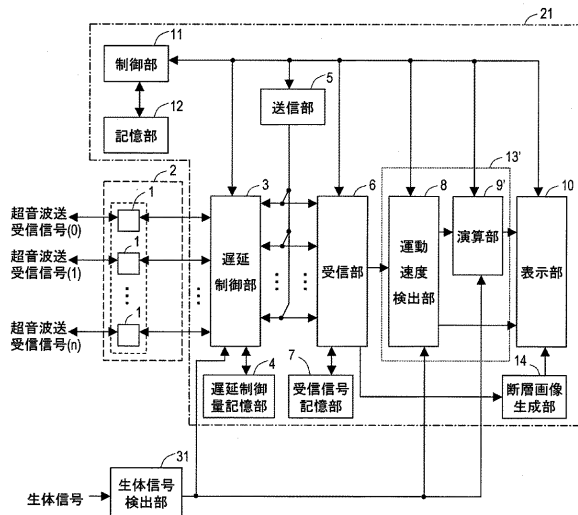 21
11
制御部
5
送信部
12
記憶部
13'
2
1
3
6
8
9'
10
超音波送
受信信号(0)
遅延
制御部
受信部
運動
速度
検出部
演算部
表示部
1
超音波送
受信信号(1)
1
超音波送
受信信号(n)
4
遅延制御
量記憶部
7
受信信号
記憶部
14
断層画像
生成部
31
生体信号
生体信号
検出部